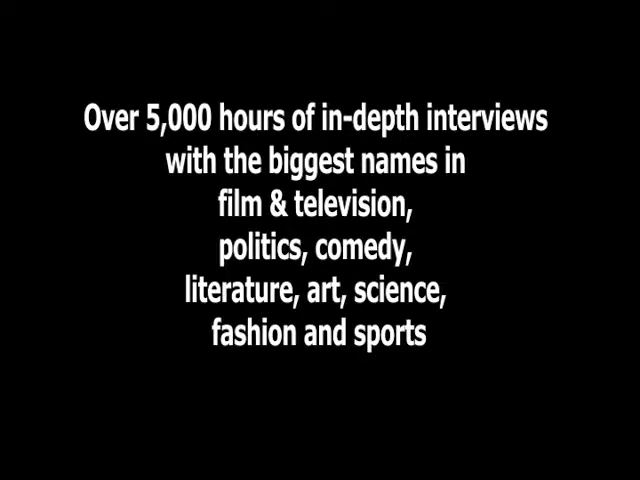 Over 5,000 hours of in-depth interviews
with the biggest names in
film & television,
politics, comedy,
literature, art, science,
fashion and sports